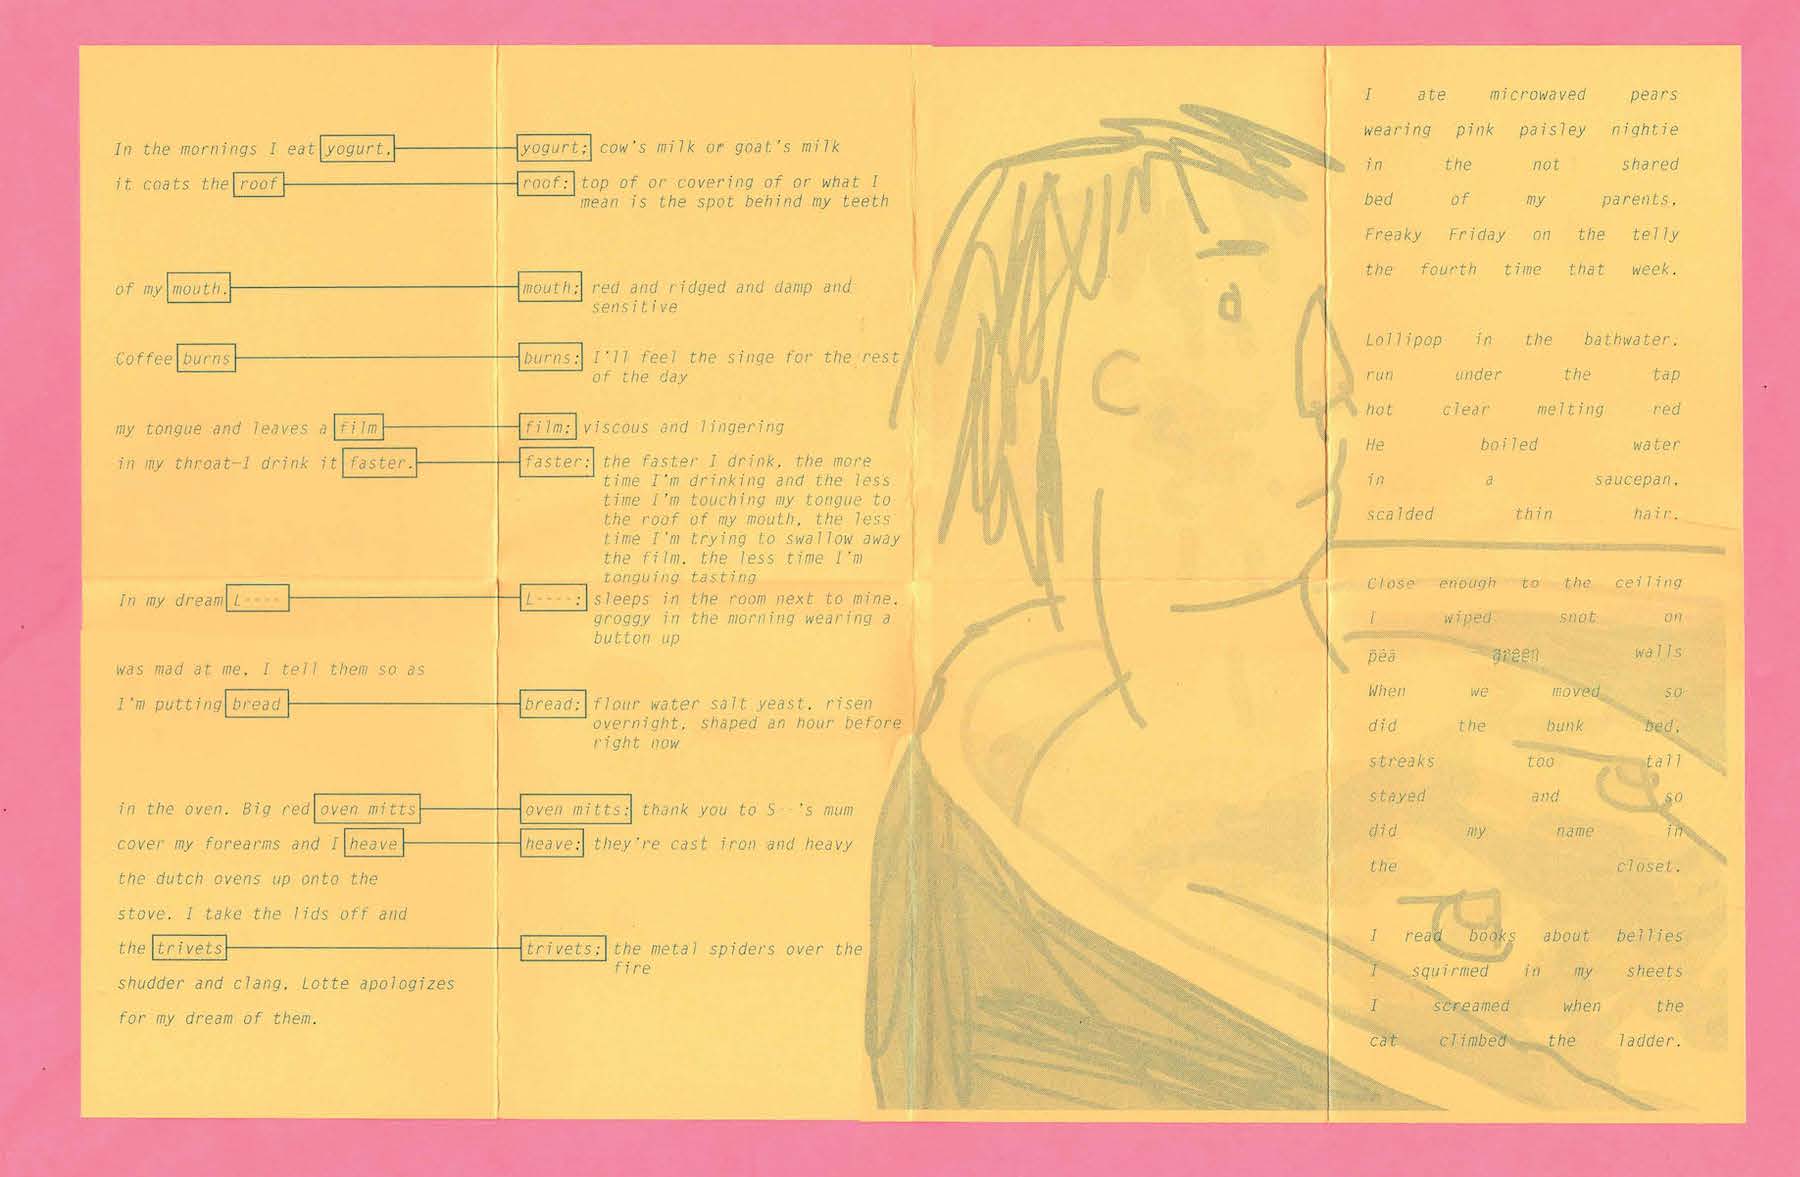 In the mornings I eat yogurt,
it coats the roof
of my mouth.
Coffee burns
my tongue and leaves a film
in my throat—I drink it faster.
In my dream L----
was mad at me, I tell them so as
I'm putting bread
in the oven. Big red oven mitts
cover my forearms and I heave
the dutch ovens up onto the
stove. I take the lids off and
the trivets
shudder and clang. Lotte apologizes
for my dream of them.
yogurt: cow's milk or goat's milk
roof: top of or covering of or what I
mean is the spot behind my teeth
mouth: red and ridged and damp and
sensitive
burns: I'll feel the singe for the rest
of the day
film: viscous and lingering
faster: the faster I drink, the more
time I'm drinking and the less
time I'm touching my tongue to
the roof of my mouth, the less
time I'm trying to swallow away
the film, the less time I'm
tonguing tasting
L----: sleeps in the room next to mine,
groggy in the morning wearing a
button up
bread: flour water salt yeast, risen
overnight, shaped an hour before
right now
oven mitts: thank you to S--'s mum
heave: they're cast iron and heavy
trivets: the metal spiders over the
fire
I ate microwaved pears
wearing pink paisley nightie
in the not shared
bed of my parents,
Freaky Friday on the telly
the fourth time that week.
Lollipop in the bathwater,
run under the tap
hot clear melting red
He boiled water
in a saucepan,
scalded thin hair.
Close enough to the ceiling
I wiped snot on
pea green walls
When we moved so
did the bunk bed,
streaks too tall
stayed and so
did my name in
the closet.
I read books about bellies
I squirmed in my sheets
I screamed when the
cat climbed the ladder.